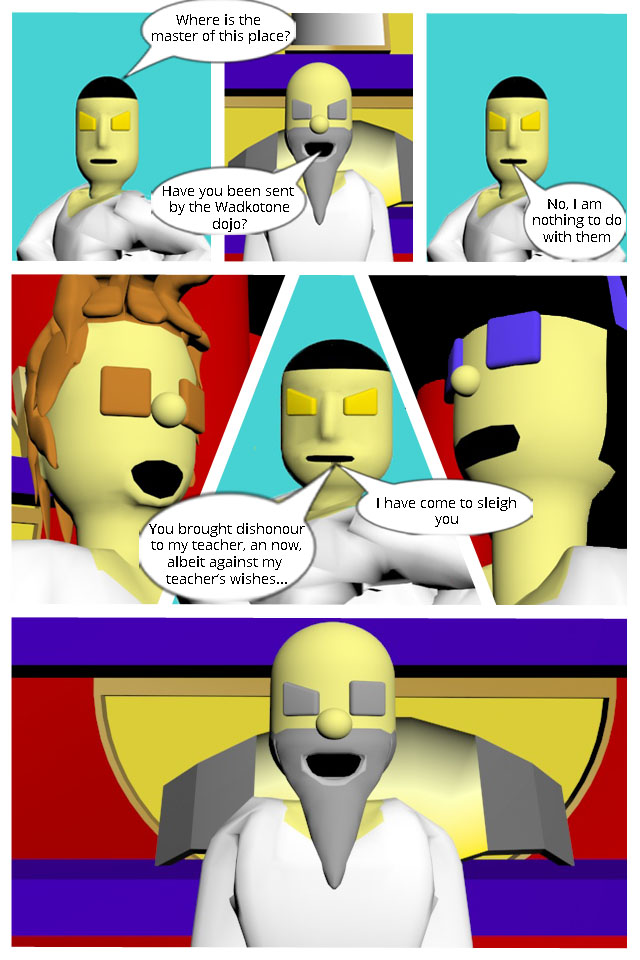 Where is the
master of this place?
Have you been sent
by the Wadkotone
dojo?
No, I am
nothing to do
with them
You brought dishonour
to my teacher, an now,
albeit against my
teacher's wishes...
I have come to sleigh
you